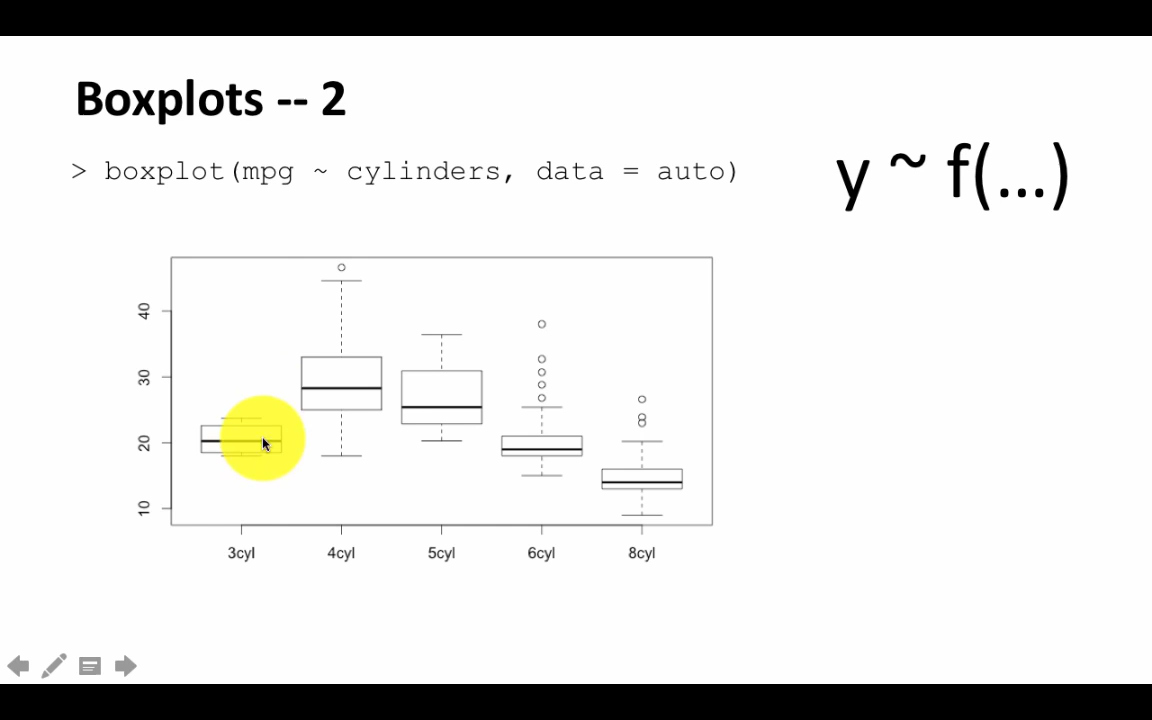 Boxplots -- 2
> boxplot(mpg ~ cylinders, data = auto)
y ~ f(...)
40
30
20
10
3cyl 4cyl 5cyl 6cyl 8cyl